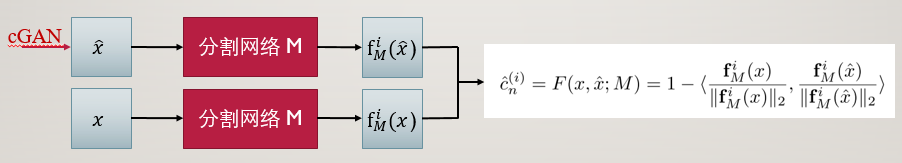 cGAN
x̂
分割网络 M
f_M^i(x̂)
x
分割网络 M
f_M^i(x)
ĉ_n^{(i)} = F(x, x̂; M) = 1 − ⟨ f_M^i(x) / ‖f_M^i(x)‖_2 , f_M^i(x̂) / ‖f_M^i(x̂)‖_2 ⟩